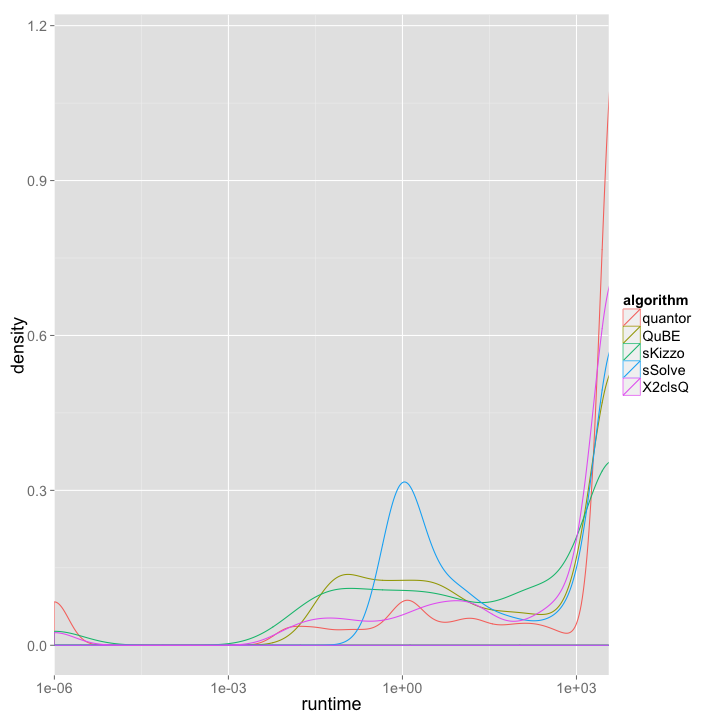 1.2
0.9
0.6
0.3
0.0
density
1e-06
1e-03
1e+00
1e+03
runtime
algorithm
quantor
QuBE
sKizzo
sSolve
X2clsQ